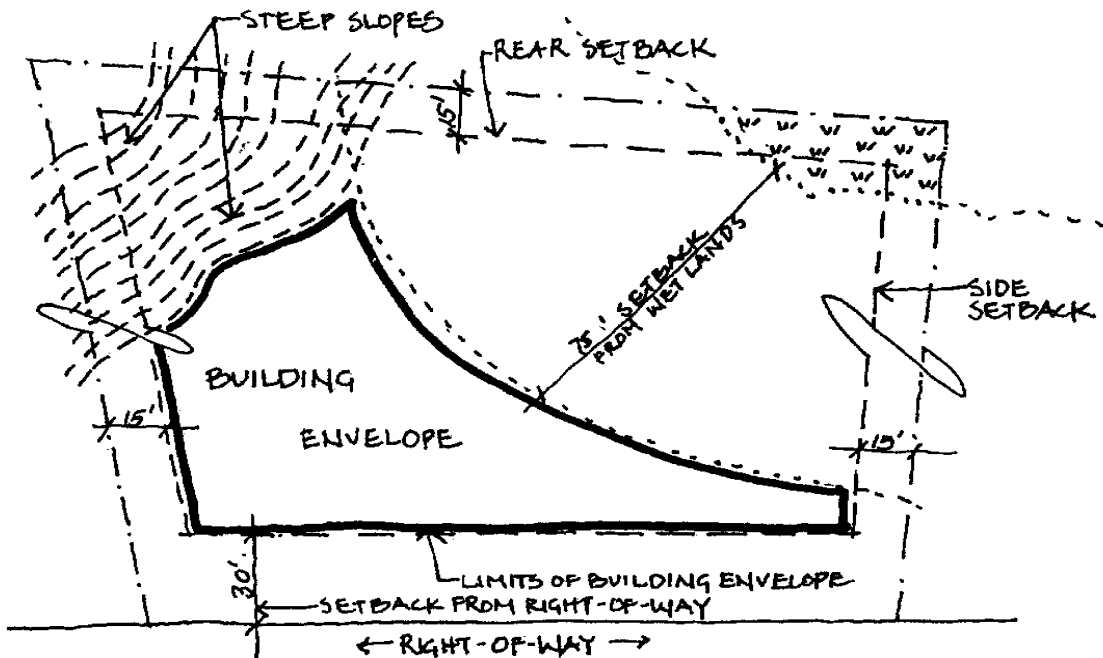 STEEP SLOPES
REAR SETBACK
15'
75' SETBACK
FROM WETLANDS
SIDE
SETBACK
BUILDING
ENVELOPE
15'
15'
30'
LIMITS OF BUILDING ENVELOPE
SETBACK FROM RIGHT-OF-WAY
RIGHT-OF-WAY